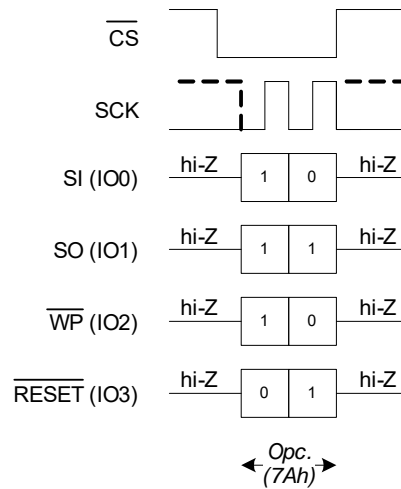 CS
SCK
SI (IO0) hi-Z 1 0 hi-Z
SO (IO1) hi-Z 1 1 hi-Z
WP (IO2) hi-Z 1 0 hi-Z
RESET (IO3) hi-Z 0 1 hi-Z
Opc.
(7Ah)